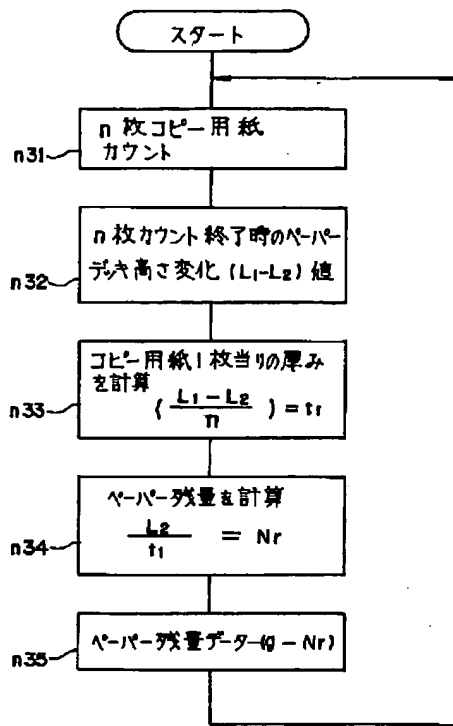 スタート
n枚コピー用紙
カウント
n31
n枚カウント終了時のペーパー
デッキ高さ変化(L1-L2)値
n32
コピー用紙1枚当りの厚み
を計算
(L1-L2/n)=t1
n33
ペーパー残量を計算
L2/t1 = Nr
n34
ペーパー残量データー(g-Nr)
n35